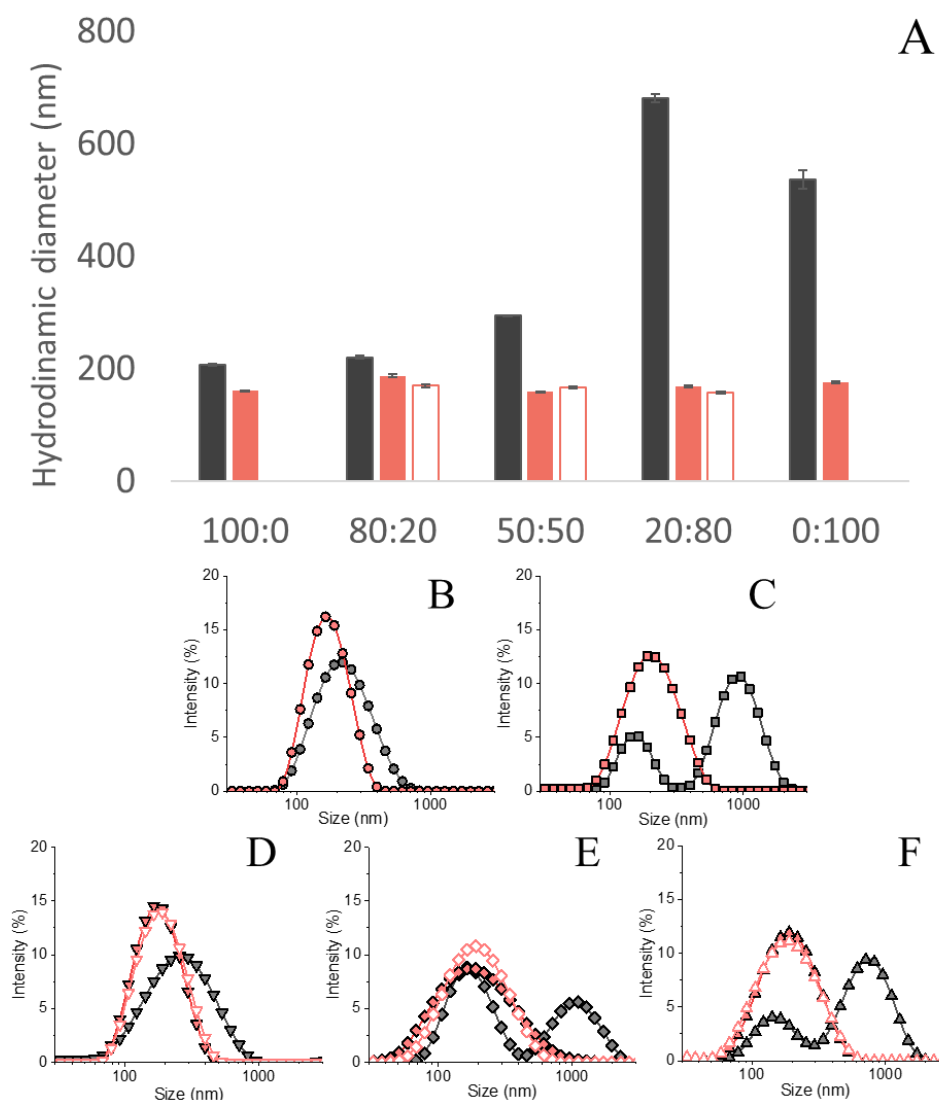 A
Hydrodinamic diameter (nm)
800
600
400
200
0
100:0 80:20 50:50 20:80 0:100
B
Intensity (%)
20
15
10
5
0
100 1000
Size (nm)
C
Intensity (%)
20
15
10
5
0
100 1000
Size (nm)
D
Intensity (%)
20
15
10
5
0
100 1000
Size (nm)
E
Intensity (%)
20
15
10
5
0
100 1000
Size (nm)
F
Intensity (%)
20
15
10
5
0
100 1000
Size (nm)